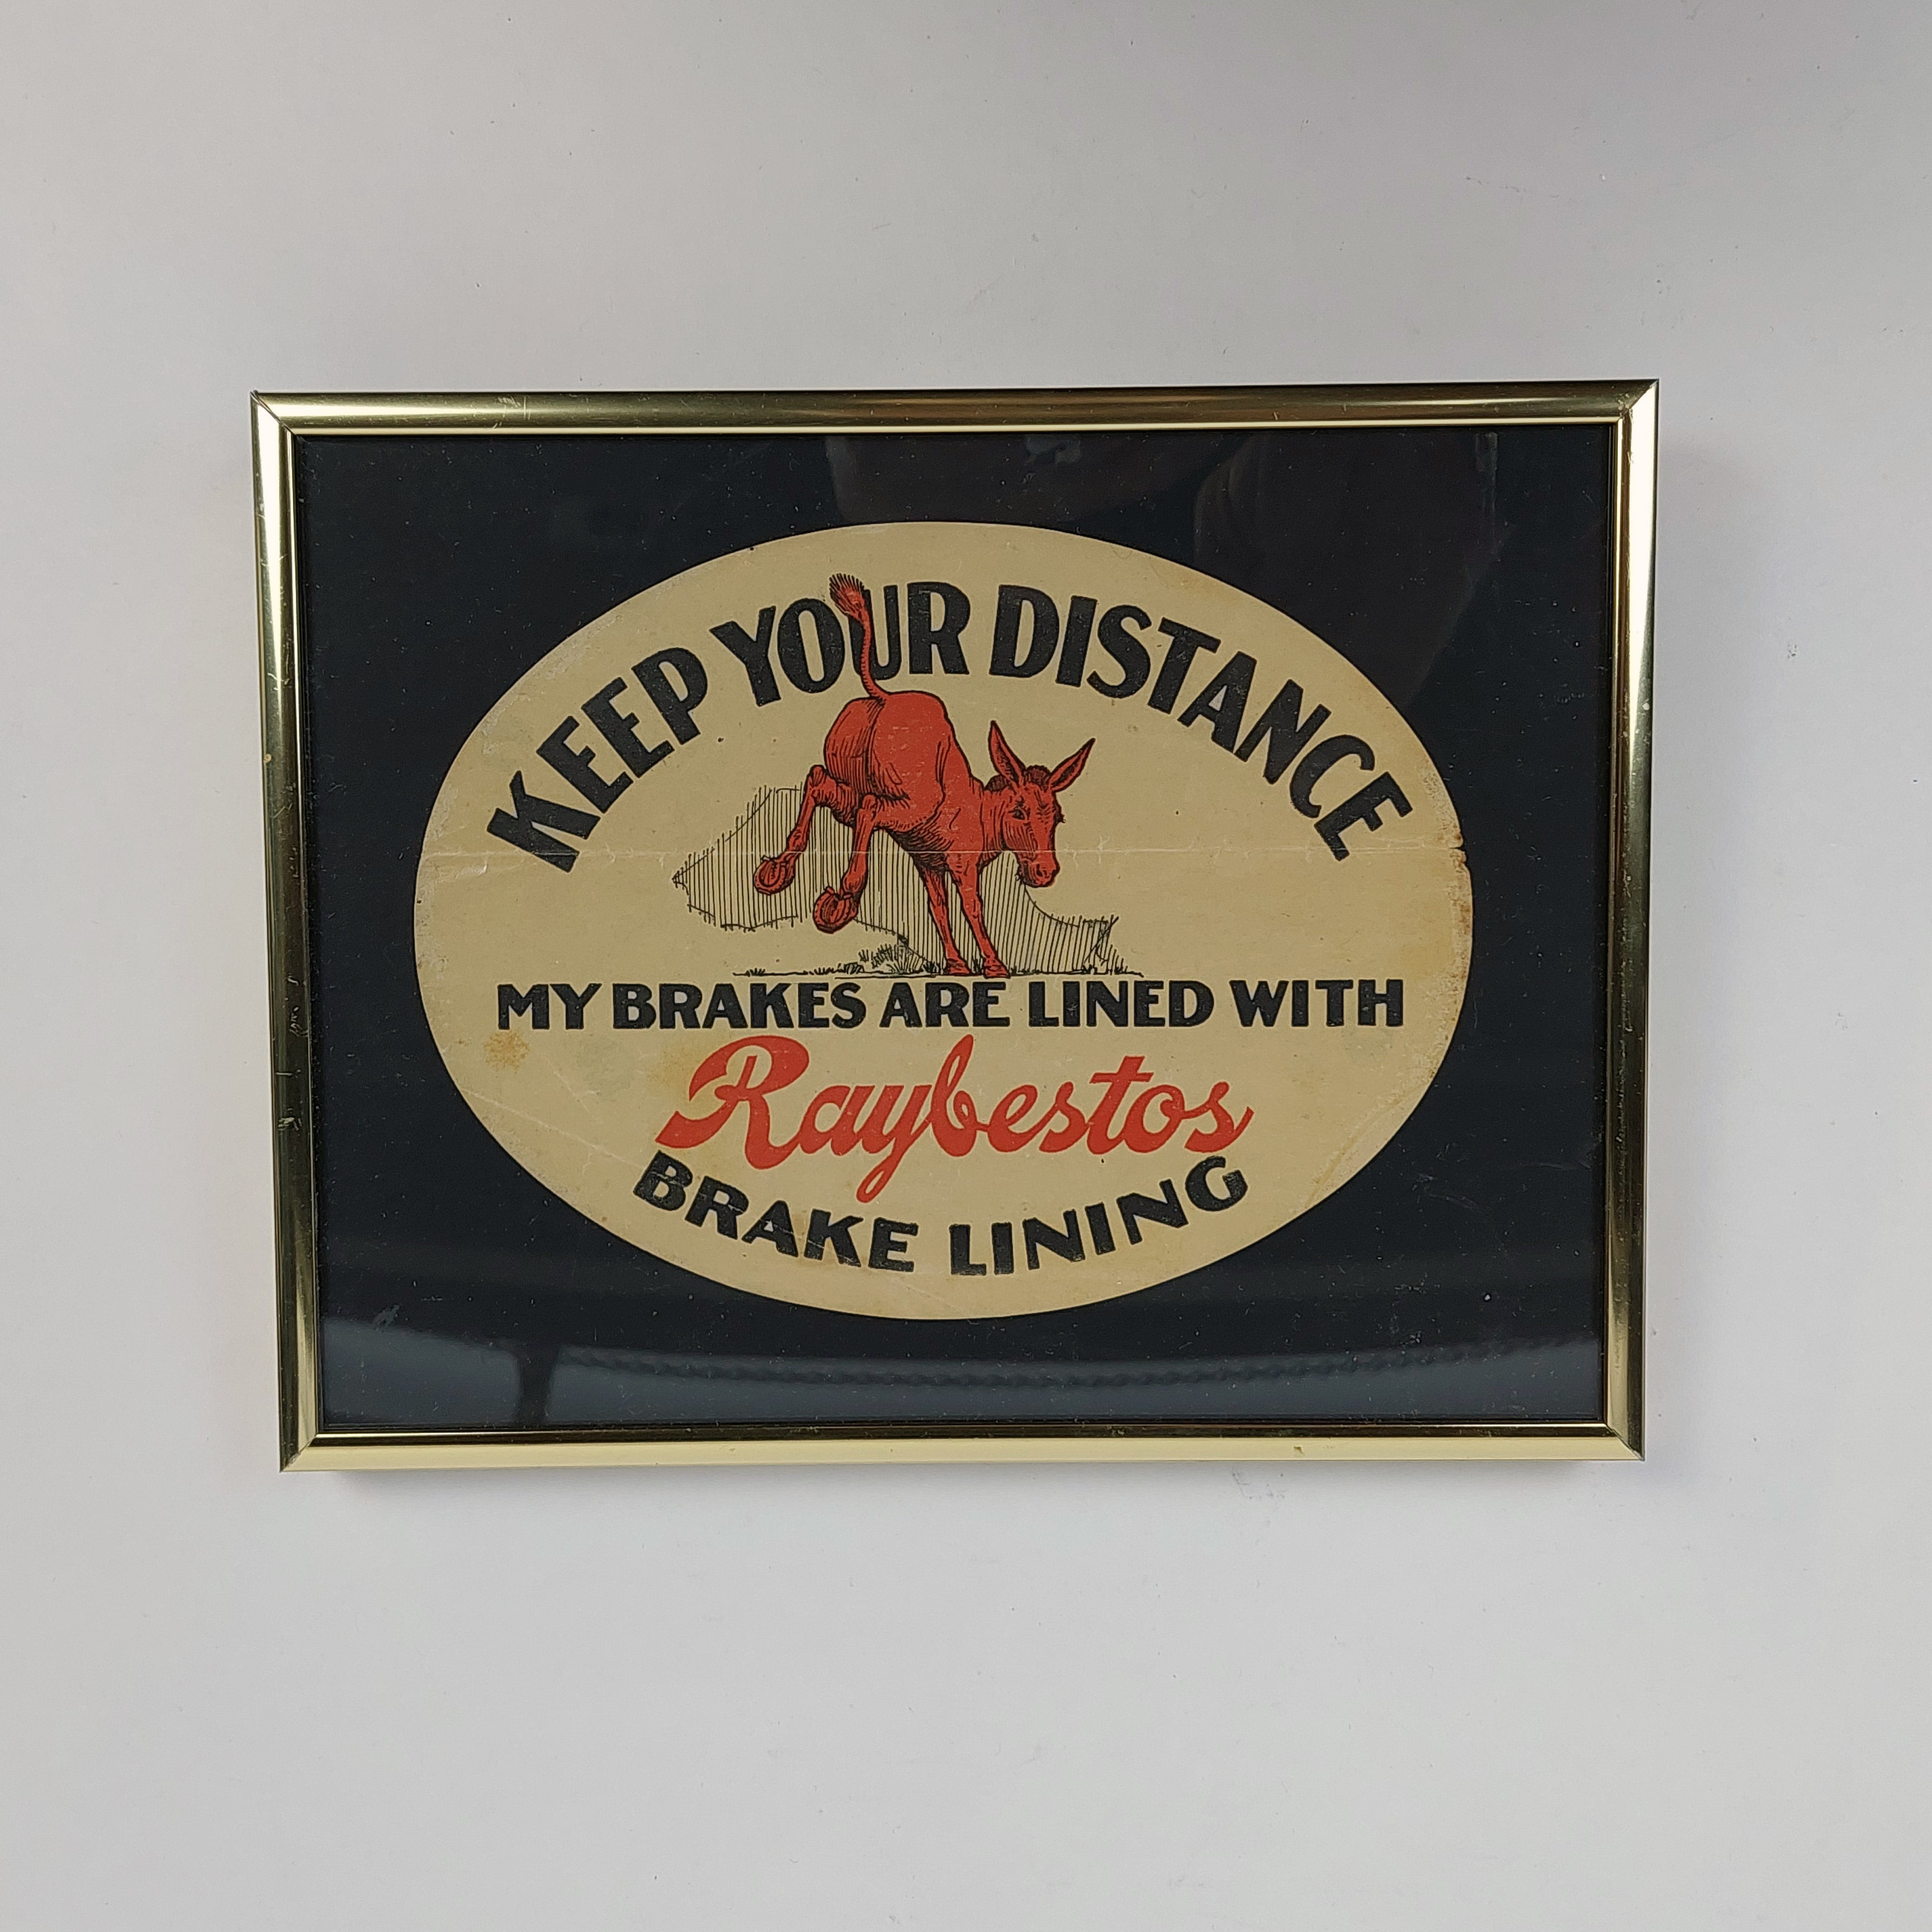 KEEP YOUR DISTANCE
MY BRAKES ARE LINED WITH
Raybestos
BRAKE LINING